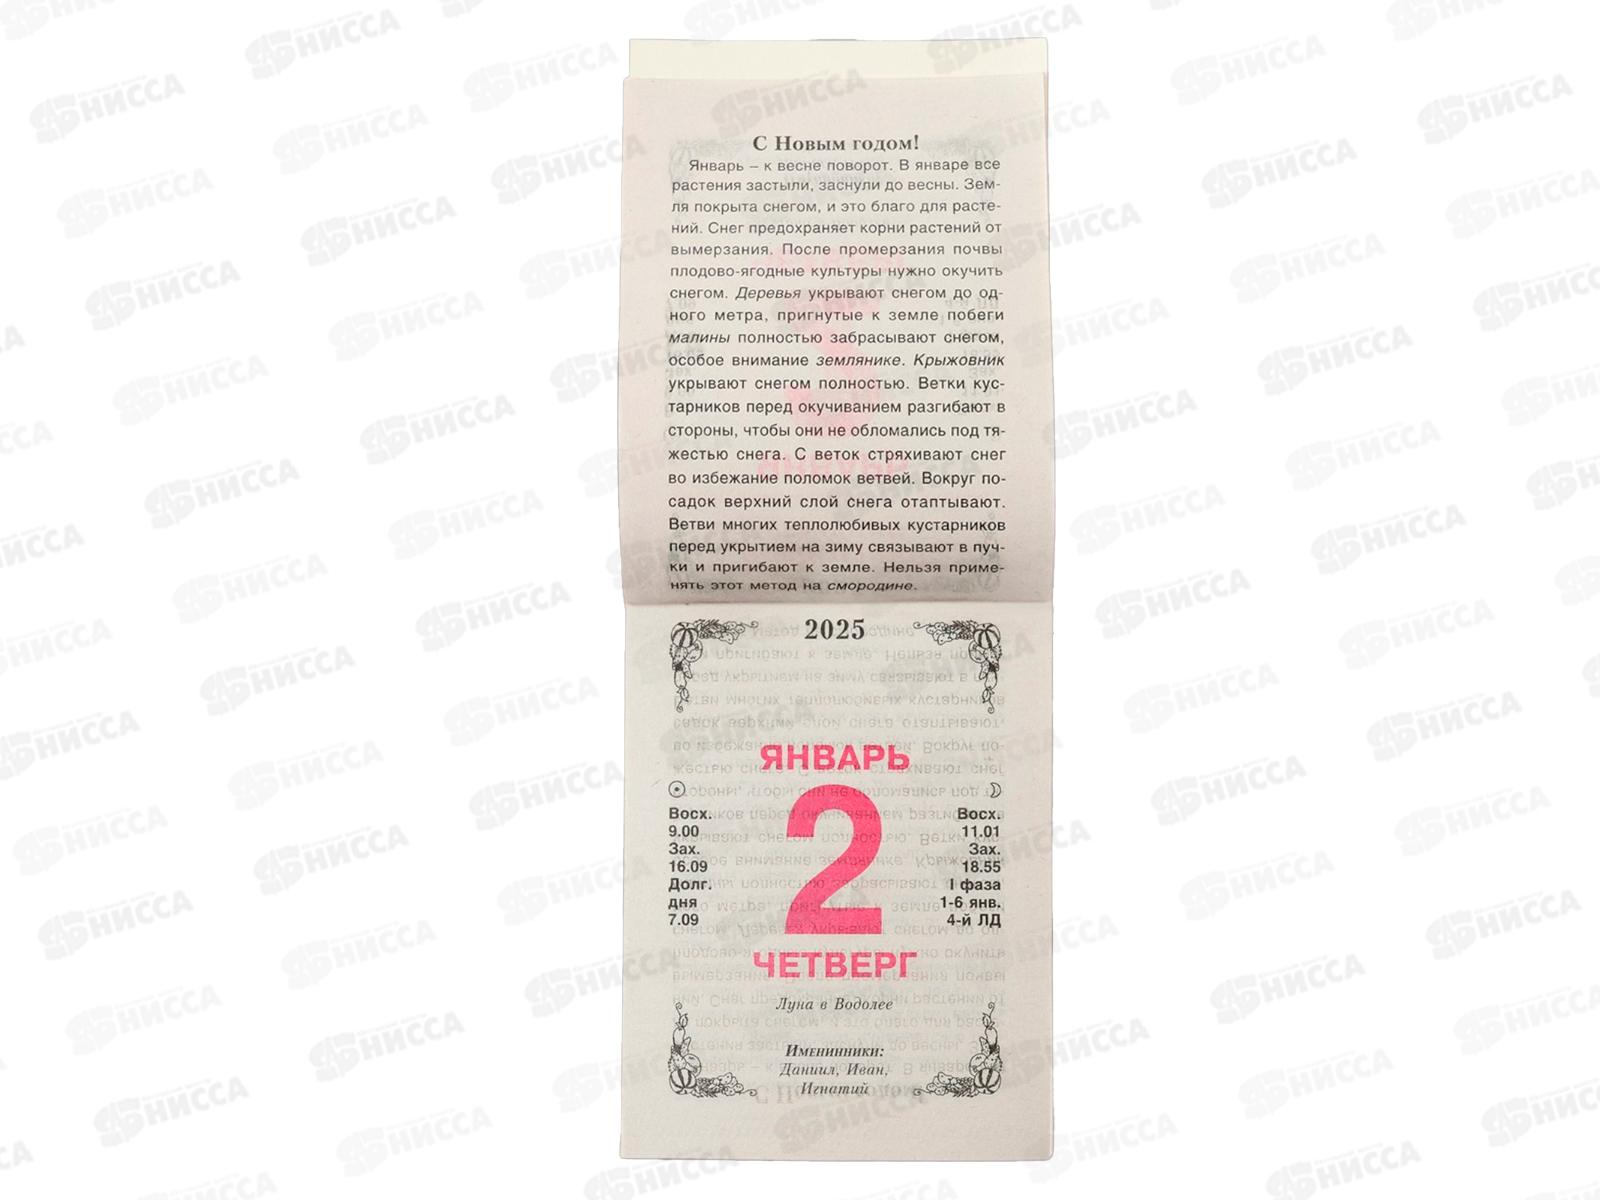 С Новым годом!
Январь – к весне поворот. В январе все
растения застыли, заснули до весны. Зем-
ля покрыта снегом, и это благо для расте-
ний. Снег предохраняет корни растений от
вымерзания. После промерзания почвы
плодово-ягодные культуры нужно окучить
снегом. Деревья укрывают снегом до од-
ного метра, пригнутые к земле побеги
малины полностью забрасывают снегом,
особое внимание землянике. Крыжовник
укрывают снегом полностью. Ветки кус-
тарников перед окучиванием разгибают в
стороны, чтобы они не обломались под тя-
жестью снега. С веток стряхивают снег
во избежание поломок ветвей. Вокруг по-
садок верхний слой снега отаптывают.
Ветви многих теплолюбивых кустарников
перед укрытием на зиму связывают в пуч-
ки и пригибают к земле. Нельзя приме-
нять этот метод на смородине.
2025
ЯНВАРЬ
2
ЧЕТВЕРГ
Восх.
9.00
Зах.
16.09
Долг.
дня
7.09
Восх.
11.01
Зах.
18.55
I фаза
1-6 янв.
4-й ЛД
Луна в Водолее
Именинники:
Даниил, Иван,
Игнатий
НИССА